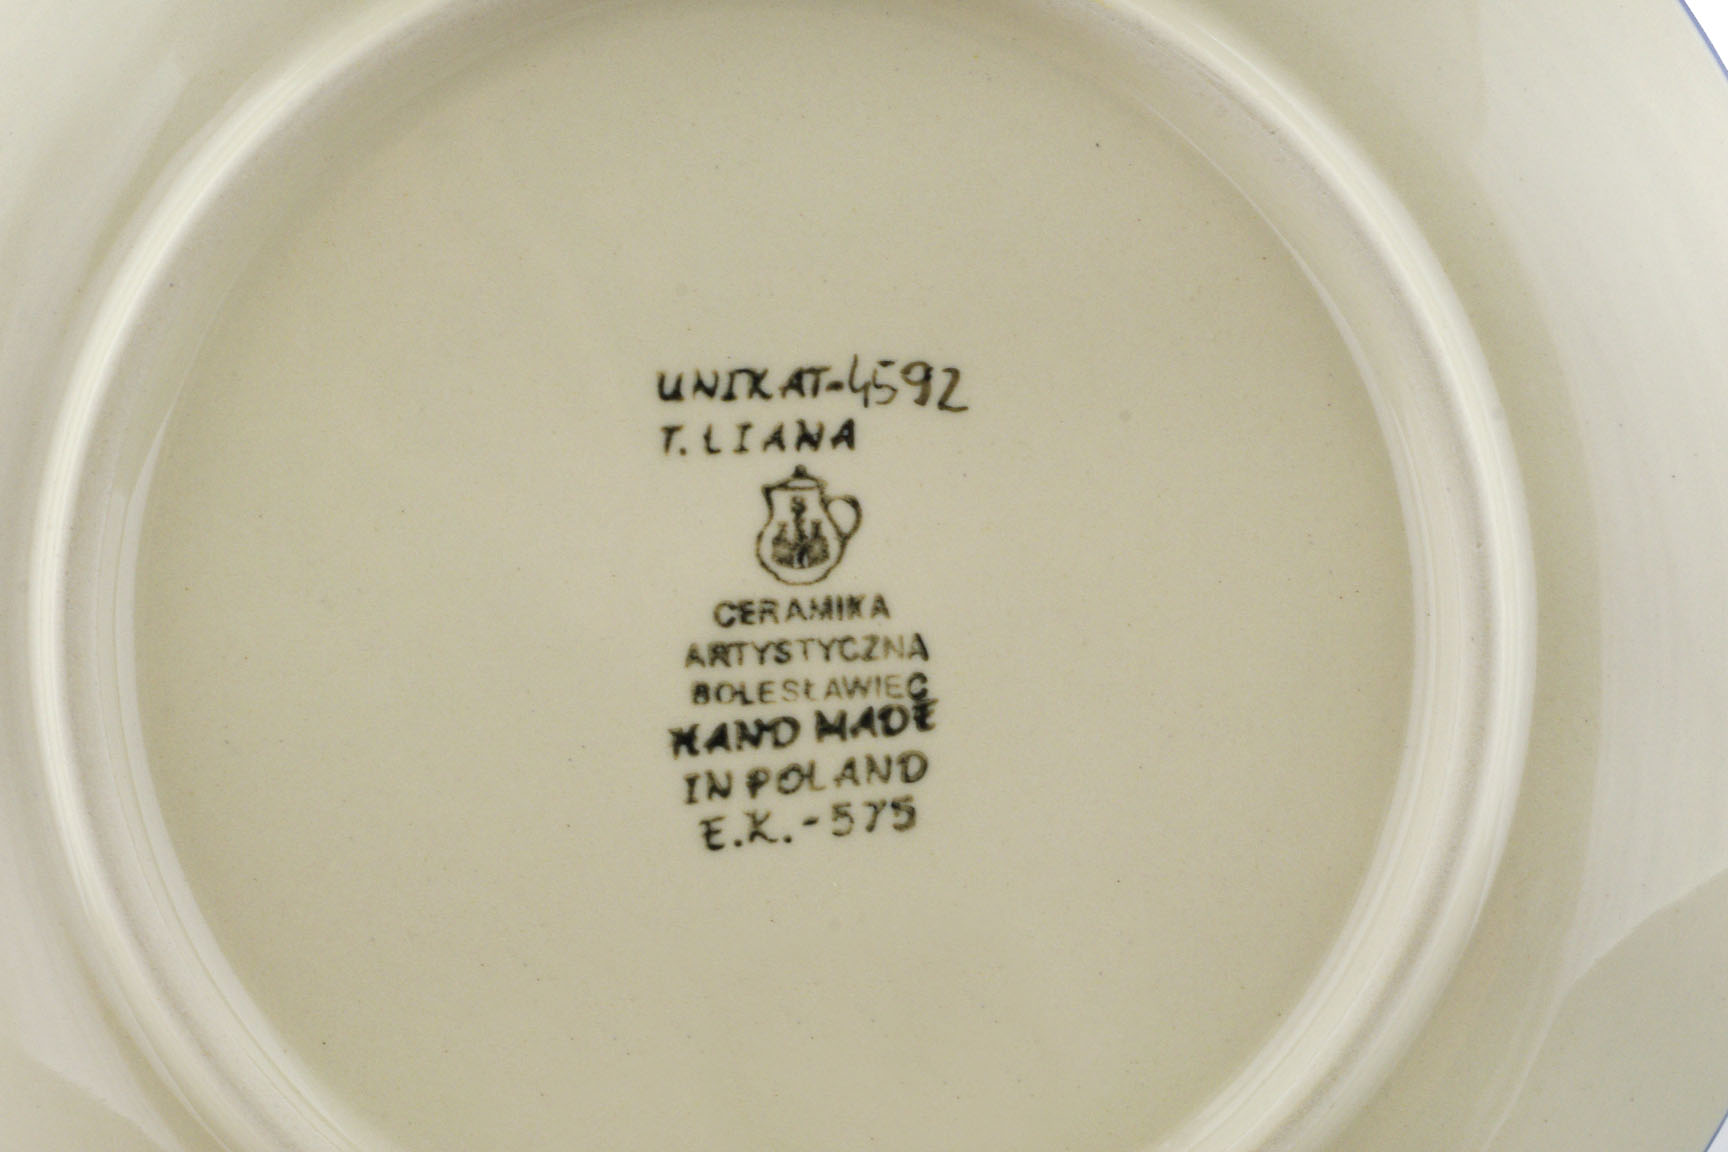 UNIKAT-4592
T. LIANA
CERAMIKA
ARTYSTYCZNA
BOLESŁAWIEC
HAND MADE
IN POLAND
E.K.-575